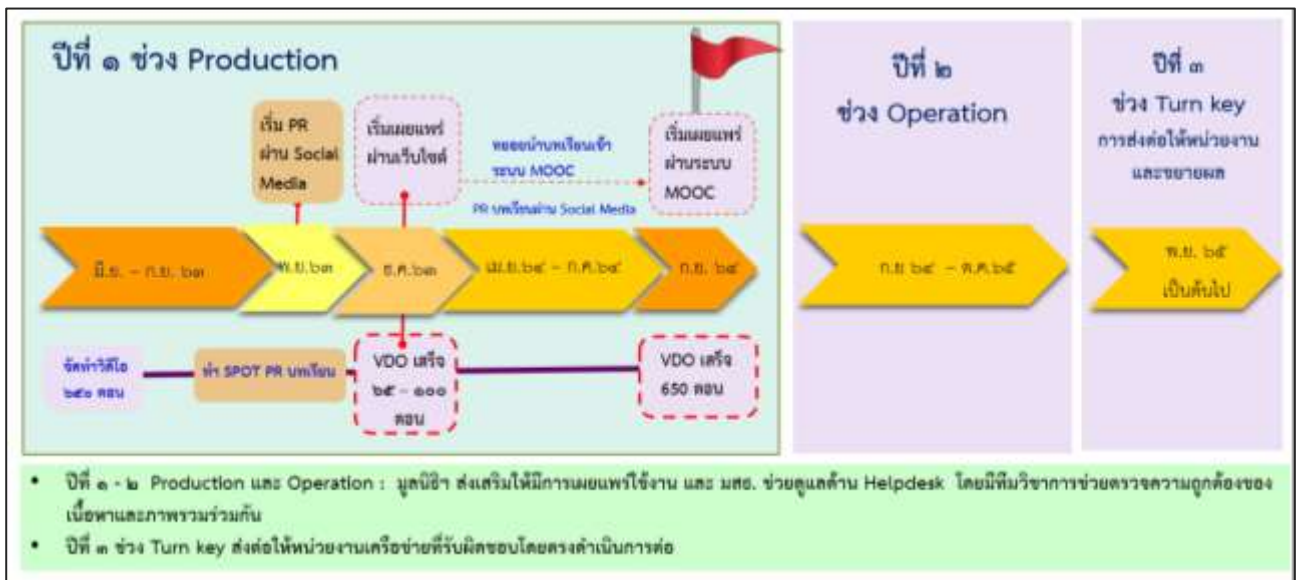 ปีที่ ๑ ช่วง Production
เริ่ม PR
ผ่าน Social
Media
เริ่มเผยแพร่
ผ่านเว็บไซต์
ทยอยนำบทเรียนเข้า
ระบบ MOOC
PR บทเรียนผ่าน Social Media
เริ่มเผยแพร่
ผ่านระบบ
MOOC
มี.ย. – ก.ย. ๖๓
พ.ย.๖๓
ธ.ค.๖๓
เม.ย.๖๔ – ก.ค.๖๔
ก.ย. ๖๔
จัดทำวิดีโอ
๖๕๐ ตอน
ทำ SPOT PR บทเรียน
VDO เสร็จ
๖๕ – ๑๐๐
ตอน
VDO เสร็จ
650 ตอน
ปีที่ ๒
ช่วง Operation
ก.ย ๖๔ – ต.ค.๖๕
ปีที่ ๓
ช่วง Turn key
การส่งต่อให้หน่วยงาน
และขยายผล
พ.ย. ๖๕
เป็นต้นไป
• ปีที่ ๑ - ๒ Production และ Operation : มูลนิธิฯ ส่งเสริมให้มีการเผยแพร่ใช้งาน และ มสธ. ช่วยดูแลด้าน Helpdesk โดยมีทีมวิชาการช่วยตรวจความถูกต้องของ
เนื้อหาและภาพรวมร่วมกัน
• ปีที่ ๓ ช่วง Turn key ส่งต่อให้หน่วยงานเครือข่ายที่รับผิดชอบโดยตรงดำเนินการต่อ